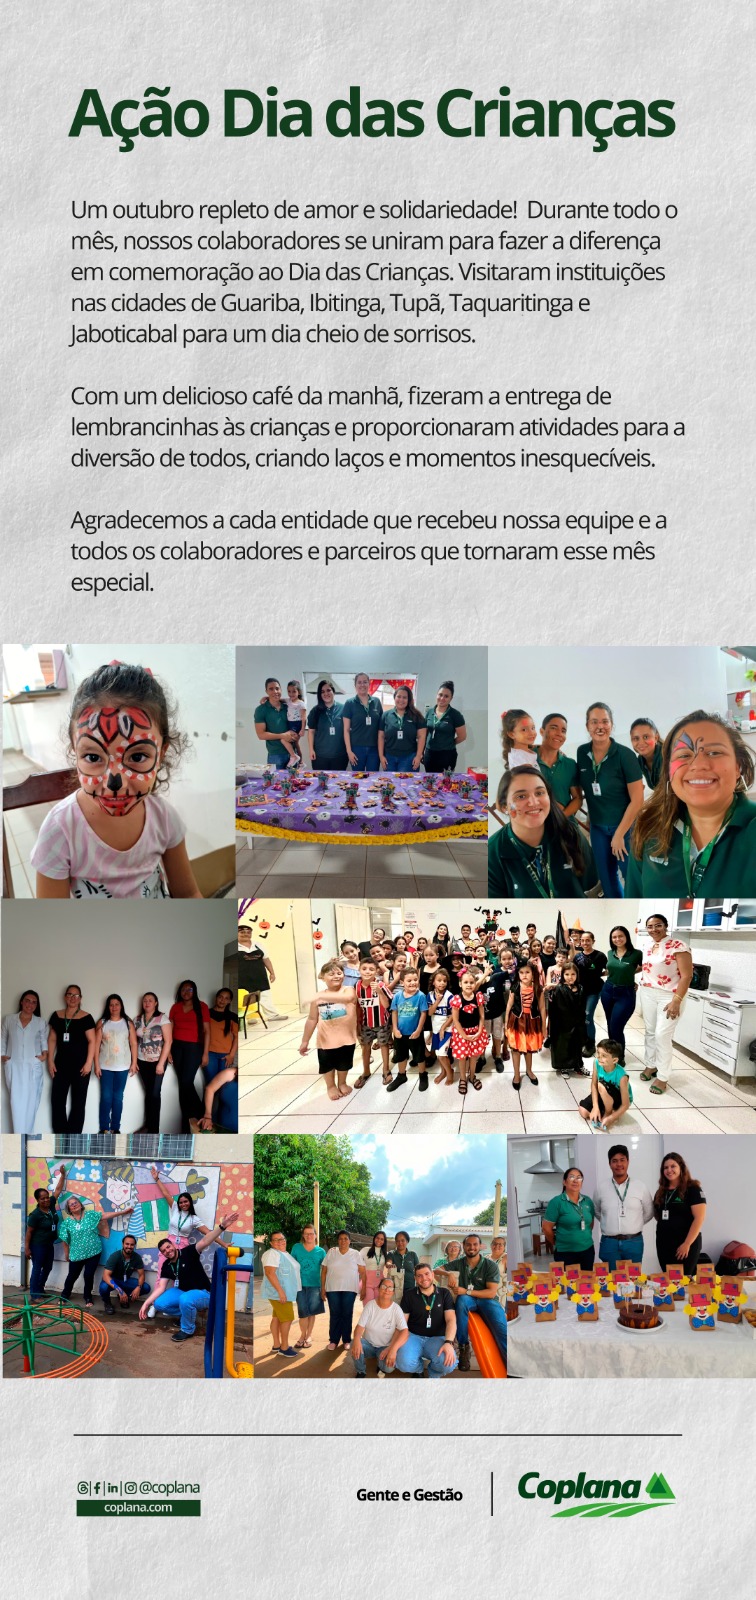 Ação Dia das Crianças
Um outubro repleto de amor e solidariedade!  Durante todo o
mês, nossos colaboradores se uniram para fazer a diferença
em comemoração ao Dia das Crianças. Visitaram instituições
nas cidades de Guariba, Ibitinga, Tupã, Taquaritinga e
Jaboticabal para um dia cheio de sorrisos.
Com um delicioso café da manhã, fizeram a entrega de
lembrancinhas às crianças e proporcionaram atividades para a
diversão de todos, criando laços e momentos inesquecíveis.
Agradecemos a cada entidade que recebeu nossa equipe e a
todos os colaboradores e parceiros que tornaram esse mês
especial.
@coplana
coplana.com
Gente e Gestão
Coplana